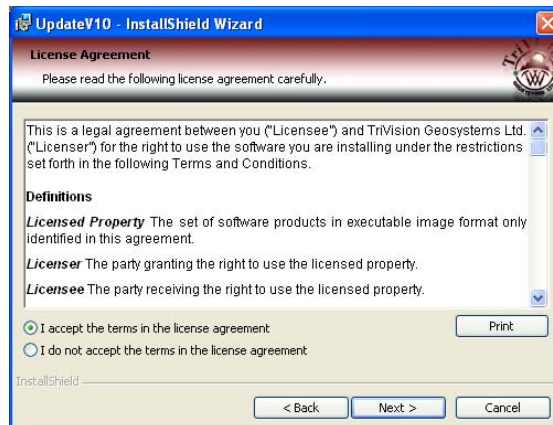 UpdateV10 - InstallShield Wizard
License Agreement
Please read the following license agreement carefully.
This is a legal agreement between you ("Licensee") and TriVision Geosystems Ltd.
("Licenser") for the right to use the software you are installing under the restrictions
set forth in the following Terms and Conditions.
Definitions
Licensed Property The set of software products in executable image format only
identified in this agreement.
Licenser The party granting the right to use the licensed property.
Licensee The party receiving the right to use the licensed property.
I accept the terms in the license agreement
Print
I do not accept the terms in the license agreement
InstallShield
< Back
Next >
Cancel